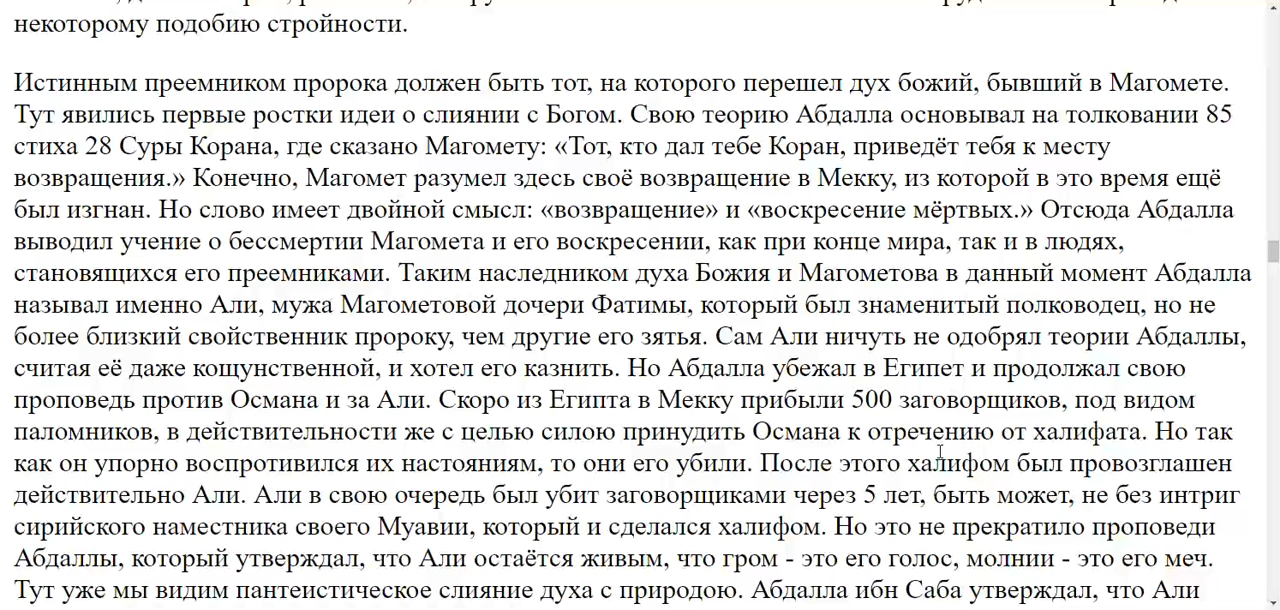 некоторому подобию стройности.
Истинным преемником пророка должен быть тот, на которого перешел дух божий, бывший в Магомете.
Тут явились первые ростки идеи о слиянии с Богом. Свою теорию Абдалла основывал на толковании 85
стиха 28 Суры Корана, где сказано Магомету: «Тот, кто дал тебе Коран, приведёт тебя к месту
возвращения.» Конечно, Магомет разумел здесь своё возвращение в Мекку, из которой в это время ещё
был изгнан. Но слово имеет двойной смысл: «возвращение» и «воскресение мёртвых.» Отсюда Абдалла
выводил учение о бессмертии Магомета и его воскресении, как при конце мира, так и в людях,
становящихся его преемниками. Таким наследником духа Божия и Магометова в данный момент Абдалла
называл именно Али, мужа Магометовой дочери Фатимы, который был знаменитый полководец, но не
более близкий свойственник пророку, чем другие его зятья. Сам Али ничуть не одобрял теории Абдаллы,
считая её даже кощунственной, и хотел его казнить. Но Абдалла убежал в Египет и продолжал свою
проповедь против Османа и за Али. Скоро из Египта в Мекку прибыли 500 заговорщиков, под видом
паломников, в действительности же с целью силою принудить Османа к отречению от халифата. Но так
как он упорно воспротивился их настояниям, то они его убили. После этого халифом был провозглашен
действительно Али. Али в свою очередь был убит заговорщиками через 5 лет, быть может, не без интриг
сирийского наместника своего Муавии, который и сделался халифом. Но это не прекратило проповеди
Абдаллы, который утверждал, что Али остаётся живым, что гром - это его голос, молнии - это его меч.
Тут уже мы видим пантеистическое слияние духа с природою. Абдалла ибн Саба утверждал, что Али